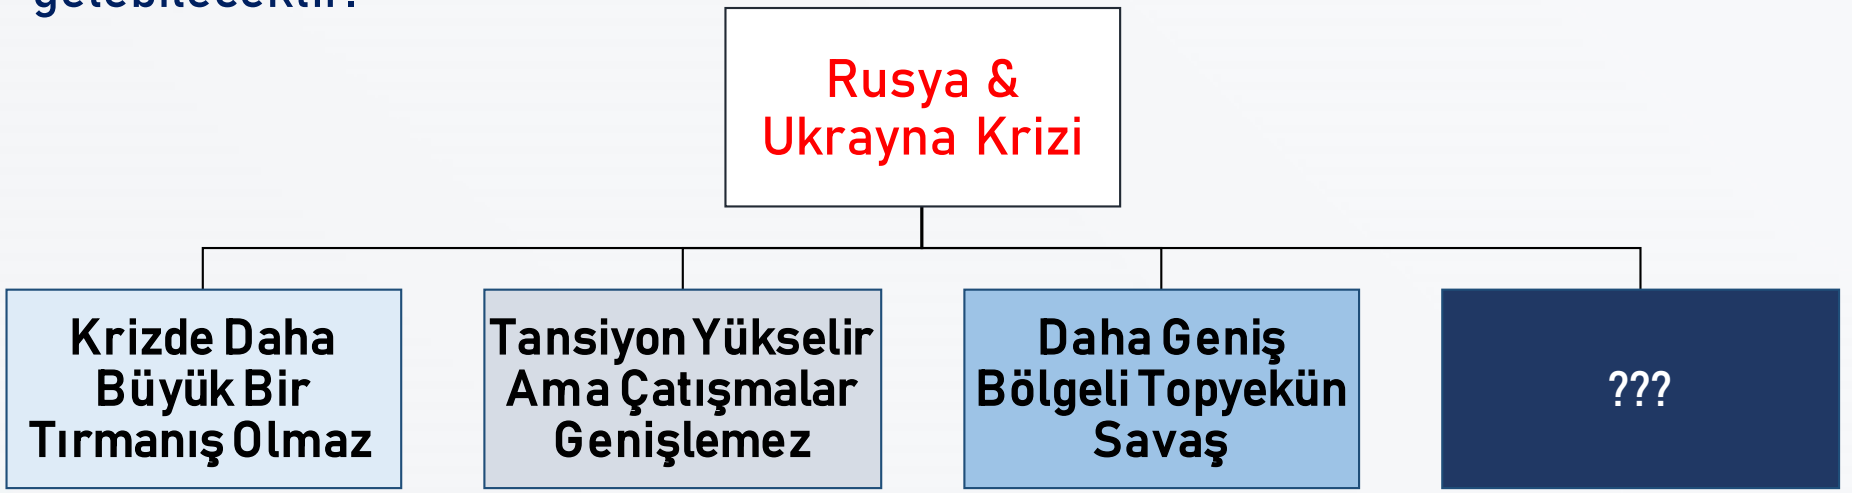 gelebilecektir:
Rusya &
Ukrayna Krizi
Krizde Daha
Büyük Bir
Tırmanış Olmaz
Tansiyon Yükselir
Ama Çatışmalar
Genişlemez
Daha Geniş
Bölgeli Topyekün
Savaş
???